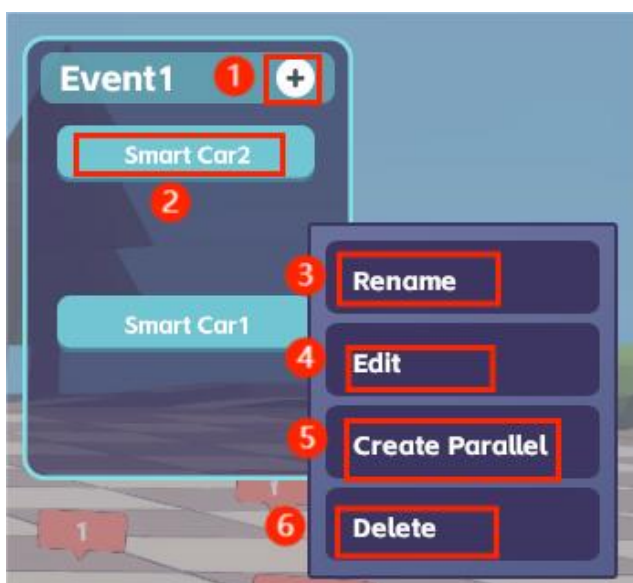 Event1 1 +
Smart Car2
2
3 Rename
Smart Car1
4 Edit
5 Create Parallel
1
6 Delete
1